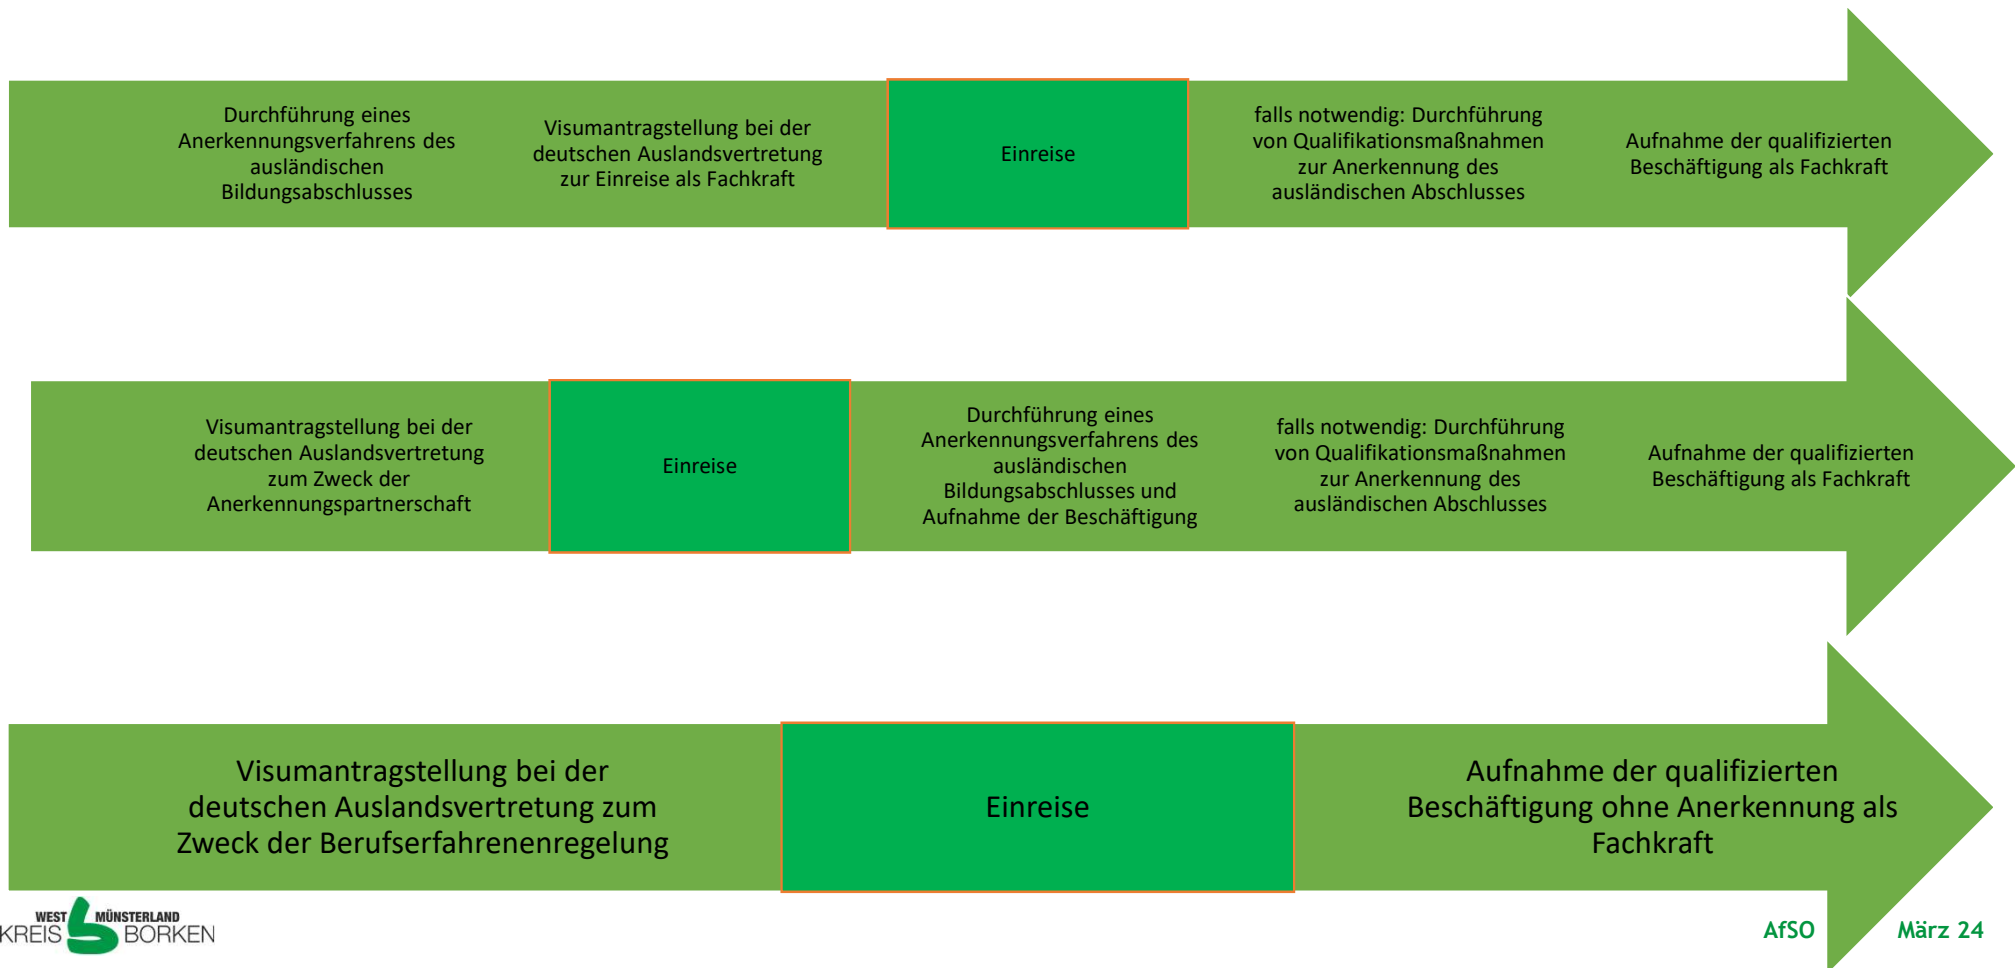 Durchführung eines
Anerkennungsverfahrens des
ausländischen
Bildungsabschlusses
Visumantragstellung bei der
deutschen Auslandsvertretung
zur Einreise als Fachkraft
Einreise
falls notwendig: Durchführung
von Qualifikationsmaßnahmen
zur Anerkennung des
ausländischen Abschlusses
Aufnahme der qualifizierten
Beschäftigung als Fachkraft
Visumantragstellung bei der
deutschen Auslandsvertretung
zum Zweck der
Anerkennungspartnerschaft
Einreise
Durchführung eines
Anerkennungsverfahrens des
ausländischen
Bildungsabschlusses und
Aufnahme der Beschäftigung
falls notwendig: Durchführung
von Qualifikationsmaßnahmen
zur Anerkennung des
ausländischen Abschlusses
Aufnahme der qualifizierten
Beschäftigung als Fachkraft
Visumantragstellung bei der
deutschen Auslandsvertretung zum
Zweck der Berufserfahrenenregelung
Einreise
Aufnahme der qualifizierten
Beschäftigung ohne Anerkennung als
Fachkraft
WEST MÜNSTERLAND
KREIS BORKEN
AfSO
März 24